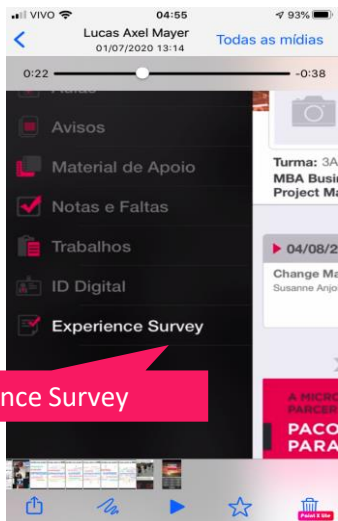 VIVO 04:55 93%
Lucas Axel Mayer
01/07/2020 13:14
Todas as mídias
0:22 -0:38
Avisos
Material de Apoio
Notas e Faltas
Trabalhos
ID Digital
Experience Survey
nce Survey
Turma: 3A
MBA Busi
Project Ma
04/08/2
Change Ma
Susanne Anjo
A MICRO
PARCER
PACO
PARA